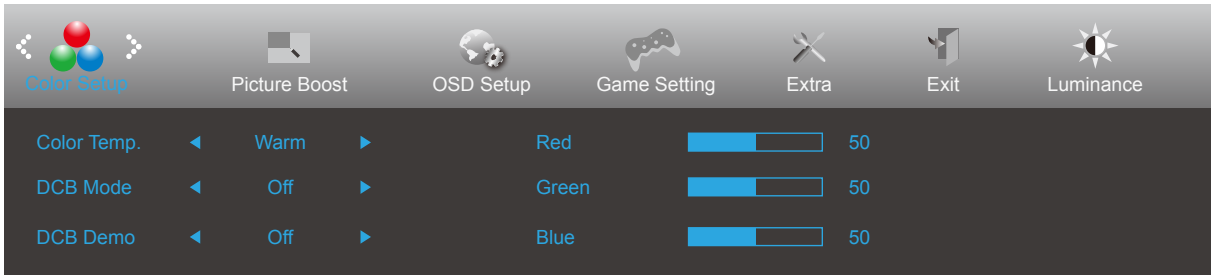 Color Setup Picture Boost OSD Setup Game Setting Extra Exit Luminance
Color Temp. Warm Red 50
DCB Mode Off Green 50
DCB Demo Off Blue 50